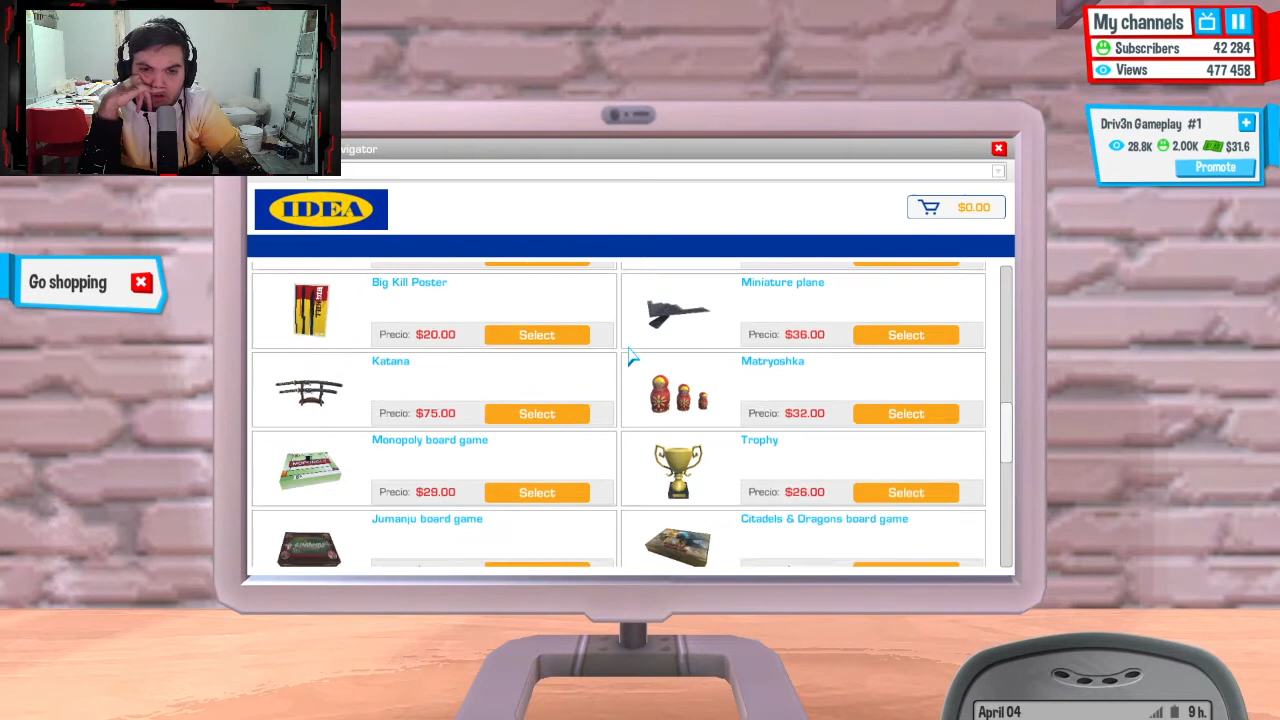 My channels
Subscribers 42 284
Views 477 458
Driv3n Gameplay #1
28.8K 2.00K $31.6
Promote
vigator
IDEA
$0.00
Go shopping
Big Kill Poster
Precio: $20.00 Select
Miniature plane
Precio: $36.00 Select
Katana
Precio: $75.00 Select
Matryoshka
Precio: $32.00 Select
Monopoly board game
Precio: $29.00 Select
Trophy
Precio: $26.00 Select
Jumanju board game
Citadels & Dragons board game
April 04 9 h.